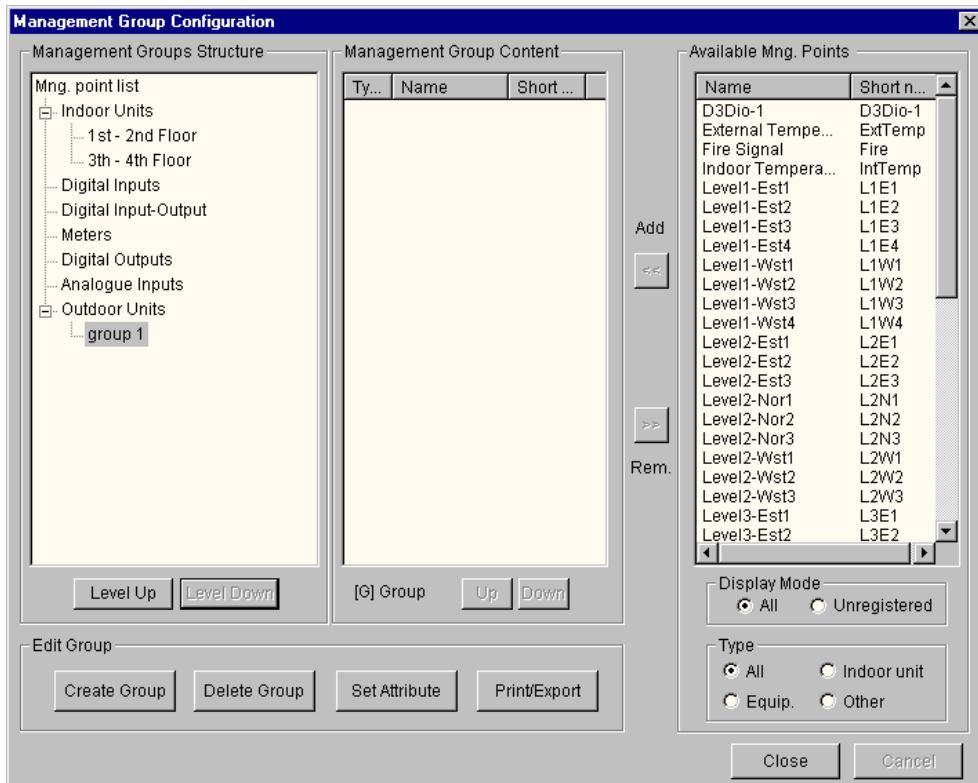 Management Group Configuration
Management Groups Structure
Mng. point list
Indoor Units
1st - 2nd Floor
3th - 4th Floor
Digital Inputs
Digital Input-Output
Meters
Digital Outputs
Analogue Inputs
Outdoor Units
group 1
Level Up Level Down
Management Group Content
Ty... Name Short ...
[G] Group Up Down
Add
<<
>>
Rem.
Available Mng. Points
Name Short n...
D3Dio-1 D3Dio-1
External Tempe... ExtTemp
Fire Signal Fire
Indoor Tempera... IntTemp
Level1-Est1 L1E1
Level1-Est2 L1E2
Level1-Est3 L1E3
Level1-Est4 L1E4
Level1-Wst1 L1W1
Level1-Wst2 L1W2
Level1-Wst3 L1W3
Level1-Wst4 L1W4
Level2-Est1 L2E1
Level2-Est2 L2E2
Level2-Est3 L2E3
Level2-Nor1 L2N1
Level2-Nor2 L2N2
Level2-Nor3 L2N3
Level2-Wst1 L2W1
Level2-Wst2 L2W2
Level2-Wst3 L2W3
Level3-Est1 L3E1
Level3-Est2 L3E2
Display Mode
All Unregistered
Type
All Indoor unit
Equip. Other
Edit Group
Create Group Delete Group Set Attribute Print/Export
Close Cancel